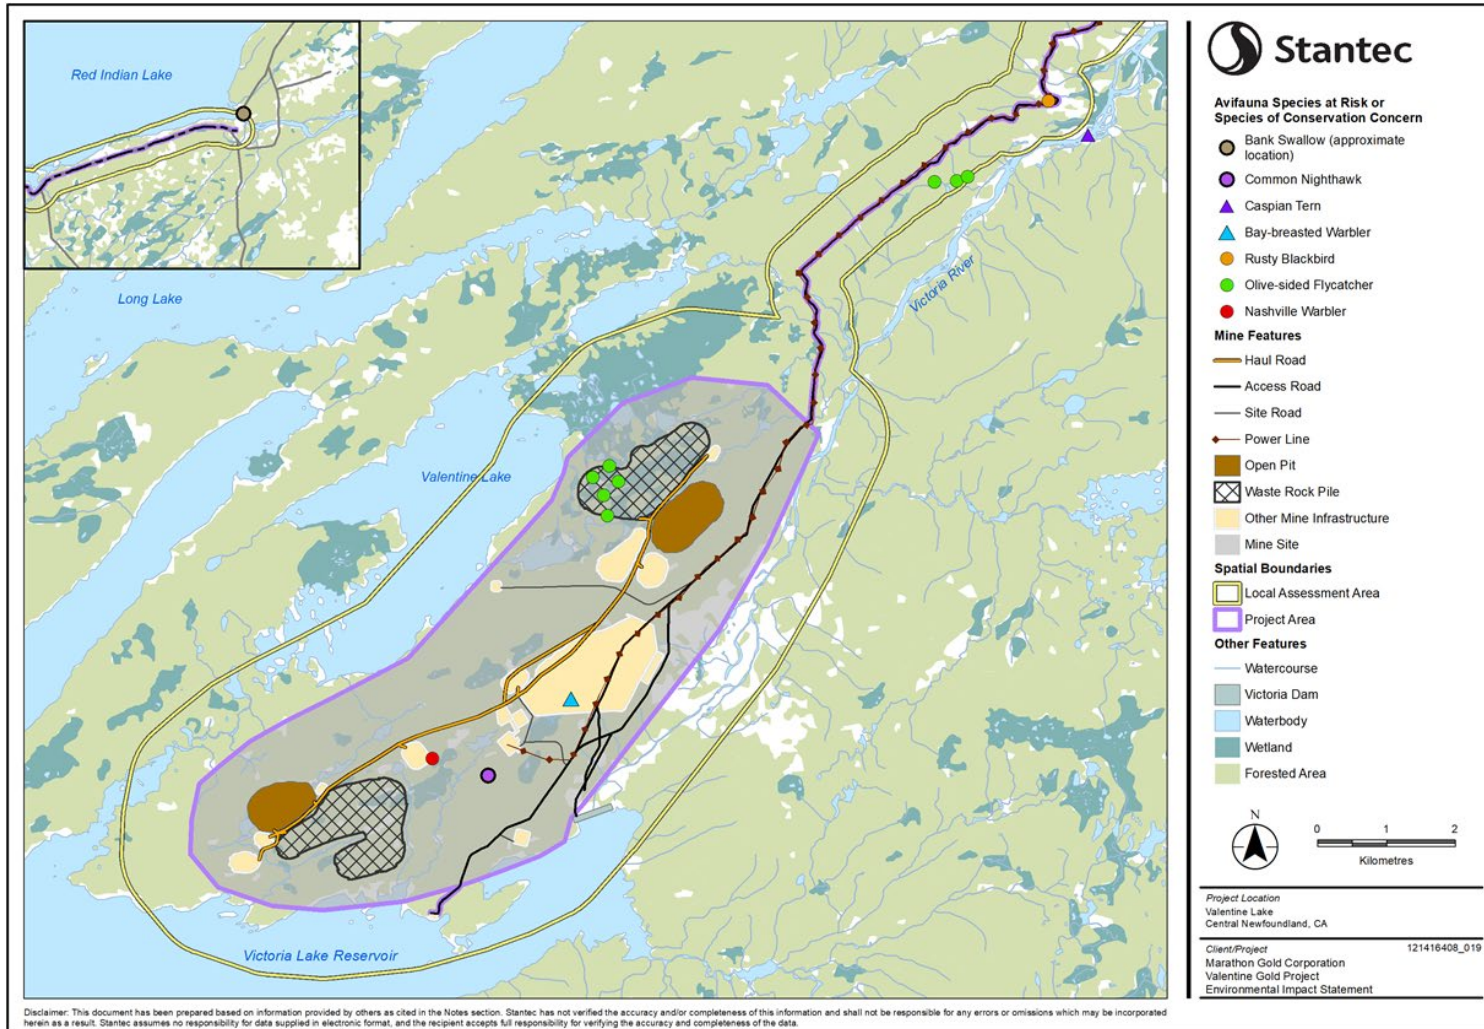 Red Indian Lake
Long Lake
Valentine Lake
Victoria River
Victoria Lake Reservoir
Stantec
Avifauna Species at Risk or
Species of Conservation Concern
Bank Swallow (approximate
location)
Common Nighthawk
Caspian Tern
Bay-breasted Warbler
Rusty Blackbird
Olive-sided Flycatcher
Nashville Warbler
Mine Features
Haul Road
Access Road
Site Road
Power Line
Open Pit
Waste Rock Pile
Other Mine Infrastructure
Mine Site
Spatial Boundaries
Local Assessment Area
Project Area
Other Features
Watercourse
Victoria Dam
Waterbody
Wetland
Forested Area
N
0 1 2
Kilometres
Project Location
Valentine Lake
Central Newfoundland, CA
Client/Project 121416408_019
Marathon Gold Corporation
Valentine Gold Project
Environmental Impact Statement
Disclaimer: This document has been prepared based on information provided by others as cited in the Notes section. Stantec has not verified the accuracy and/or completeness of this information and shall not be responsible for any errors or omissions which may be incorporated
herein as a result. Stantec assumes no responsibility for data supplied in electronic format, and the recipient accepts full responsibility for verifying the accuracy and completeness of the data.